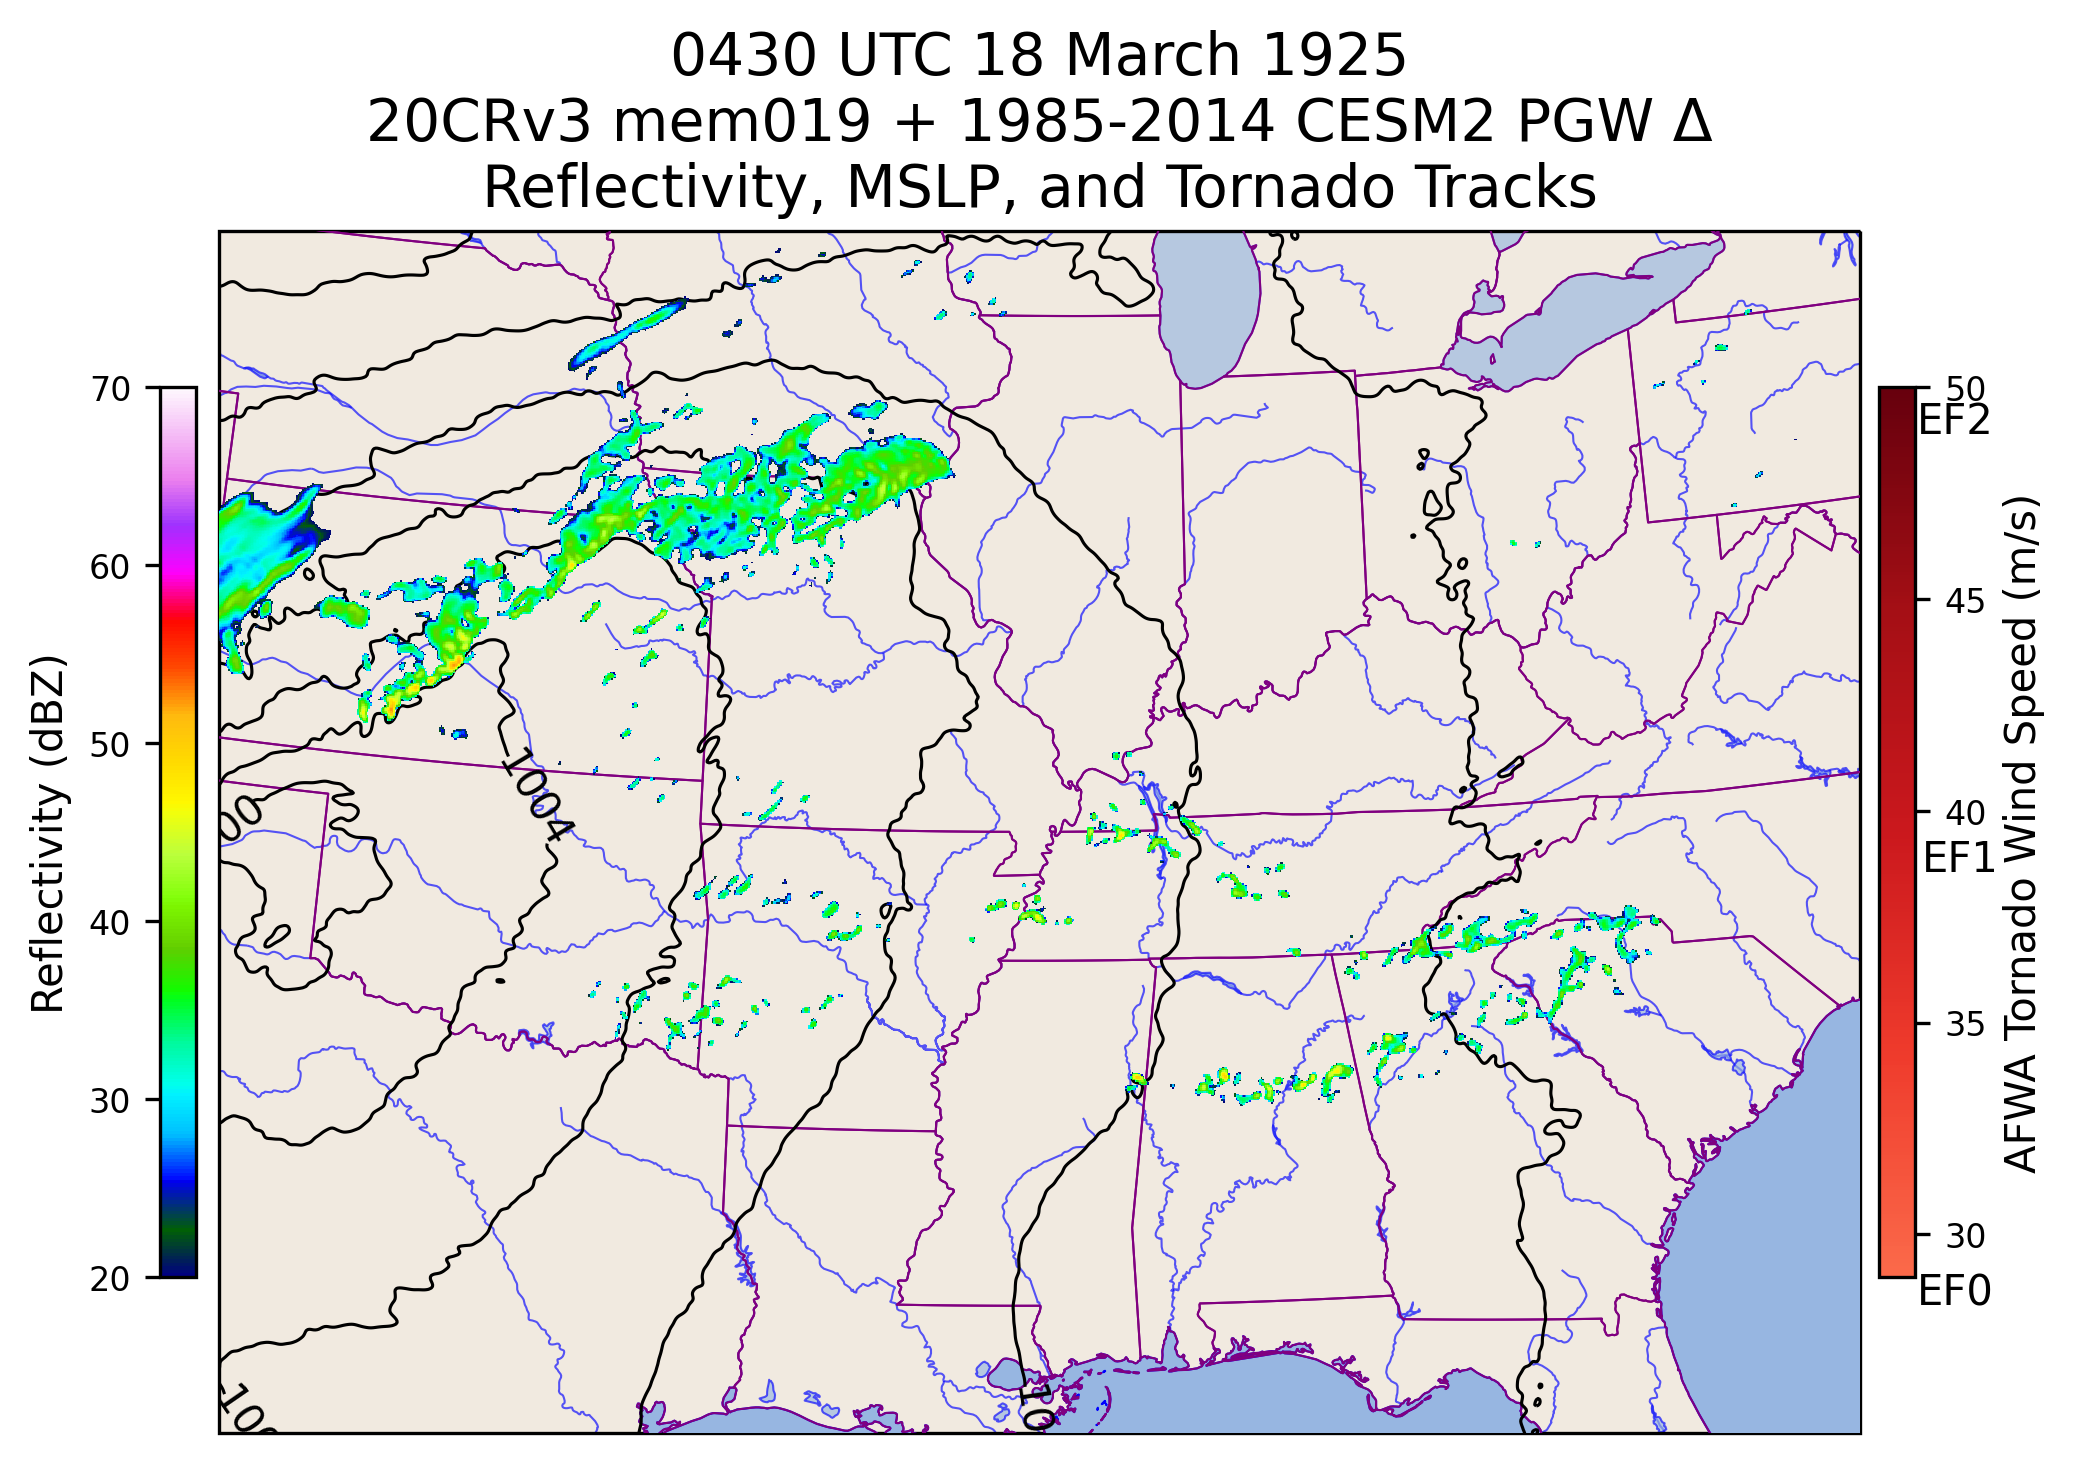 0430 UTC 18 March 1925
20CRv3 mem019 + 1985-2014 CESM2 PGW Δ
Reflectivity, MSLP, and Tornado Tracks
Reflectivity (dBZ)
70
60
50
40
30
20
1004
00
100
10
50
EF2
45
40
EF1
35
30
EF0
AFWA Tornado Wind Speed (m/s)